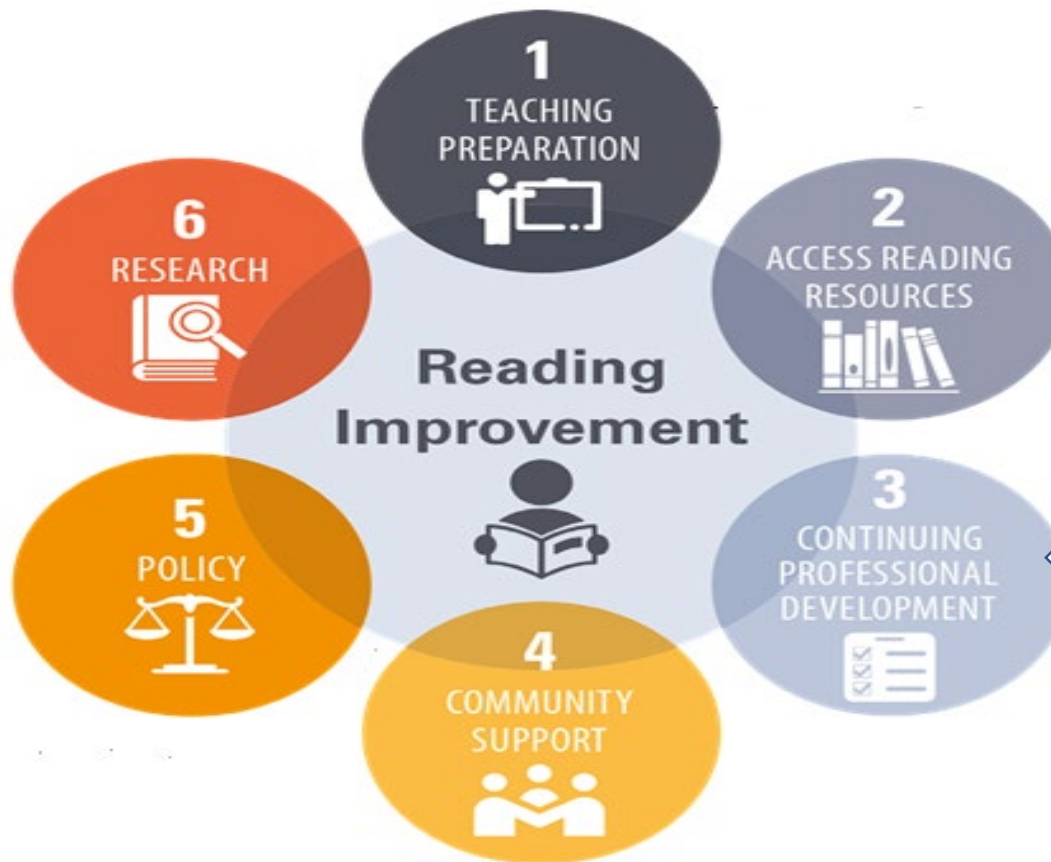 1
TEACHING
PREPARATION
2
ACCESS READING
RESOURCES
3
CONTINUING
PROFESSIONAL
DEVELOPMENT
4
COMMUNITY
SUPPORT
5
POLICY
6
RESEARCH
Reading
Improvement